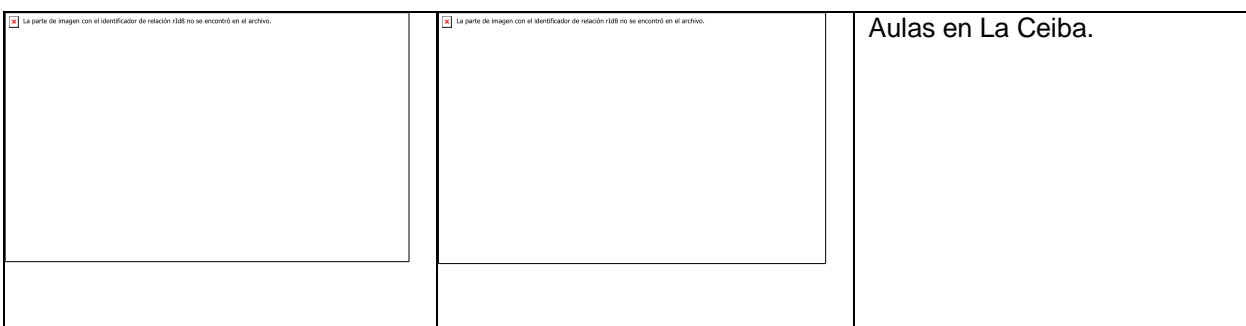 La parte de imagen con el identificador de relación rId8 no se encontró en el archivo.
La parte de imagen con el identificador de relación rId8 no se encontró en el archivo.
Aulas en La Ceiba.